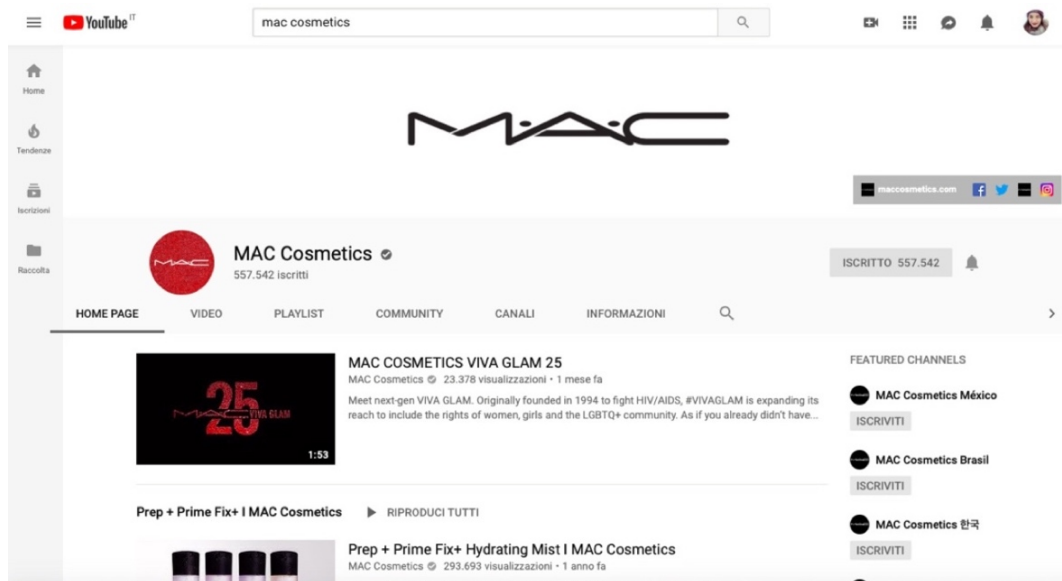 YouTube IT
mac cosmetics
Home
Tendenze
Iscrizioni
Raccolta
MAC
maccosmetics.com
MAC
MAC Cosmetics
557.542 iscritti
ISCRITTO 557.542
HOME PAGE VIDEO PLAYLIST COMMUNITY CANALI INFORMAZIONI
25
MAC VIVA GLAM
1:53
MAC COSMETICS VIVA GLAM 25
MAC Cosmetics 23.378 visualizzazioni • 1 mese fa
Meet next-gen VIVA GLAM. Originally founded in 1994 to fight HIV/AIDS, #VIVAGLAM is expanding its
reach to include the rights of women, girls and the LGBTQ+ community. As if you already didn't have...
FEATURED CHANNELS
MAC Cosmetics México
ISCRIVITI
MAC Cosmetics Brasil
ISCRIVITI
MAC Cosmetics 한국
ISCRIVITI
Prep + Prime Fix+ I MAC Cosmetics RIPRODUCI TUTTI
Prep + Prime Fix+ Hydrating Mist I MAC Cosmetics
MAC Cosmetics 293.693 visualizzazioni • 1 anno fa